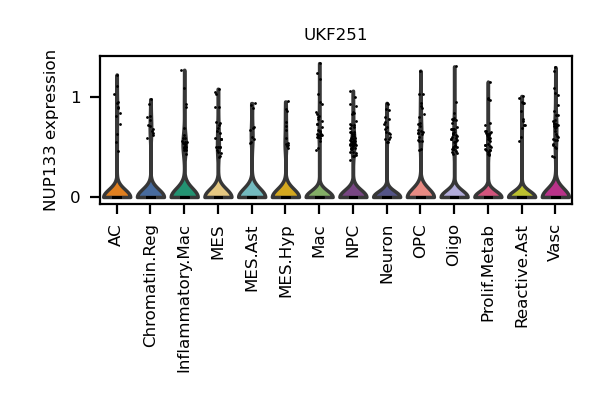 UKF251
NUP133 expression
1
0
AC
Chromatin.Reg
Inflammatory.Mac
MES
MES.Ast
MES.Hyp
Mac
NPC
Neuron
OPC
Oligo
Prolif.Metab
Reactive.Ast
Vasc